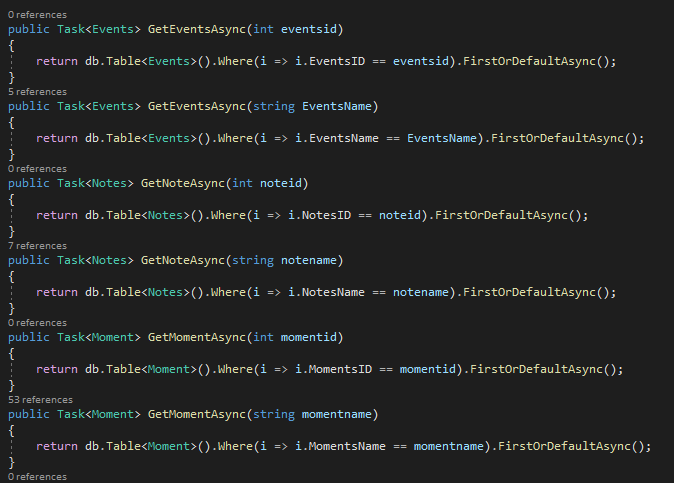 0 references
public Task<Events> GetEventsAsync(int eventsid)
{
return db.Table<Events>().Where(i => i.EventsID == eventsid).FirstOrDefaultAsync();
}
5 references
public Task<Events> GetEventsAsync(string EventsName)
{
return db.Table<Events>().Where(i => i.EventsName == EventsName).FirstOrDefaultAsync();
}
0 references
public Task<Notes> GetNoteAsync(int noteid)
{
return db.Table<Notes>().Where(i => i.NotesID == noteid).FirstOrDefaultAsync();
}
7 references
public Task<Notes> GetNoteAsync(string notename)
{
return db.Table<Notes>().Where(i => i.NotesName == notename).FirstOrDefaultAsync();
}
0 references
public Task<Moment> GetMomentAsync(int momentid)
{
return db.Table<Moment>().Where(i => i.MomentsID == momentid).FirstOrDefaultAsync();
}
53 references
public Task<Moment> GetMomentAsync(string momentname)
{
return db.Table<Moment>().Where(i => i.MomentsName == momentname).FirstOrDefaultAsync();
}
0 references